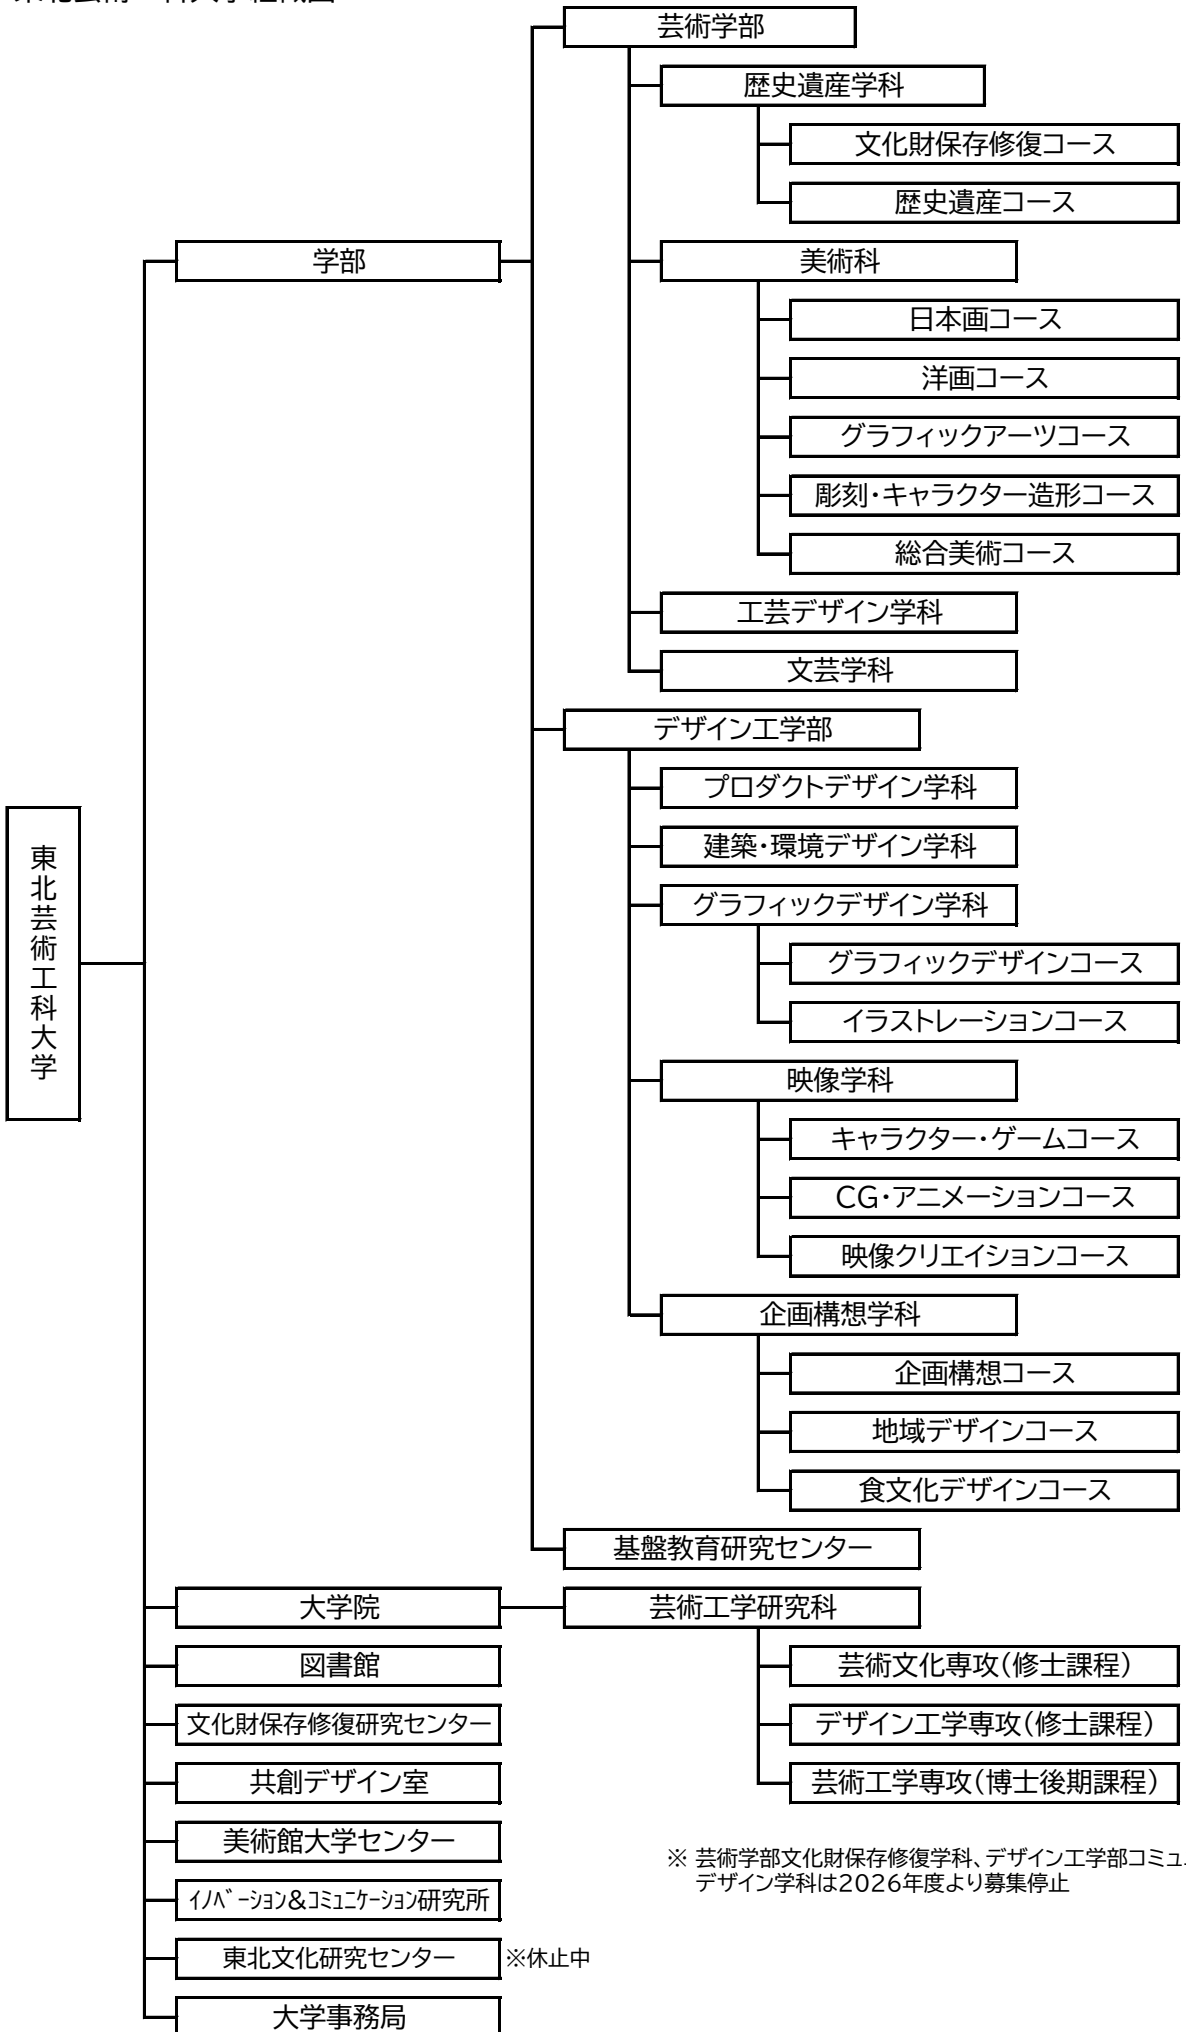 芸術学部
歴史遺産学科
文化財保存修復コース
歴史遺産コース
学部
美術科
日本画コース
洋画コース
グラフィックアーツコース
彫刻・キャラクター造形コース
総合美術コース
工芸デザイン学科
文芸学科
デザイン工学部
プロダクトデザイン学科
建築・環境デザイン学科
グラフィックデザイン学科
グラフィックデザインコース
東北芸術工科大学
イラストレーションコース
映像学科
キャラクター・ゲームコース
CG・アニメーションコース
映像クリエイションコース
企画構想学科
企画構想コース
地域デザインコース
食文化デザインコース
基盤教育研究センター
大学院
芸術工学研究科
図書館
芸術文化専攻(修士課程)
文化財保存修復研究センター
デザイン工学専攻(修士課程)
共創デザイン室
芸術工学専攻(博士後期課程)
美術館大学センター
※ 芸術学部文化財保存修復学科、デザイン工学部コミュ
デザイン学科は2026年度より募集停止
ｲﾉﾍﾞｰｼｮﾝ&ｺﾐｭﾆｹｰｼｮﾝ研究所
東北文化研究センター ※休止中
大学事務局